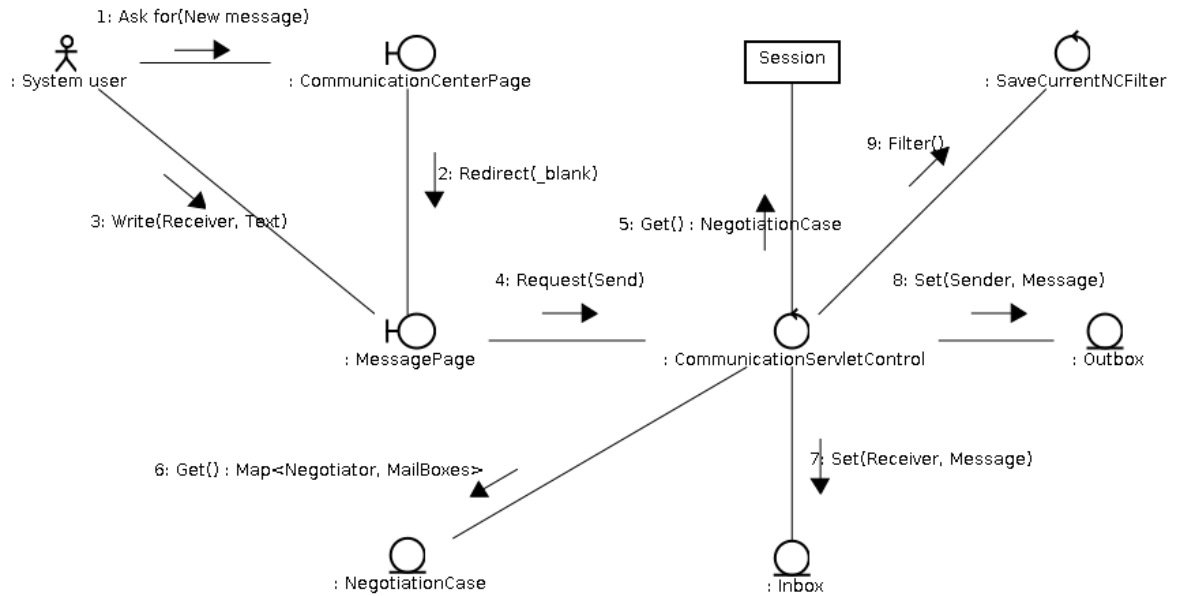 1: Ask for(New message)
: System user
: CommunicationCenterPage
Session
: SaveCurrentNCFilter
9: Filter()
2: Redirect(_blank)
3: Write(Receiver, Text)
5: Get() : NegotiationCase
4: Request(Send)
8: Set(Sender, Message)
: MessagePage
: CommunicationServletControl
: Outbox
6: Get() : Map<Negotiator, MailBoxes>
7: Set(Receiver, Message)
: NegotiationCase
: Inbox